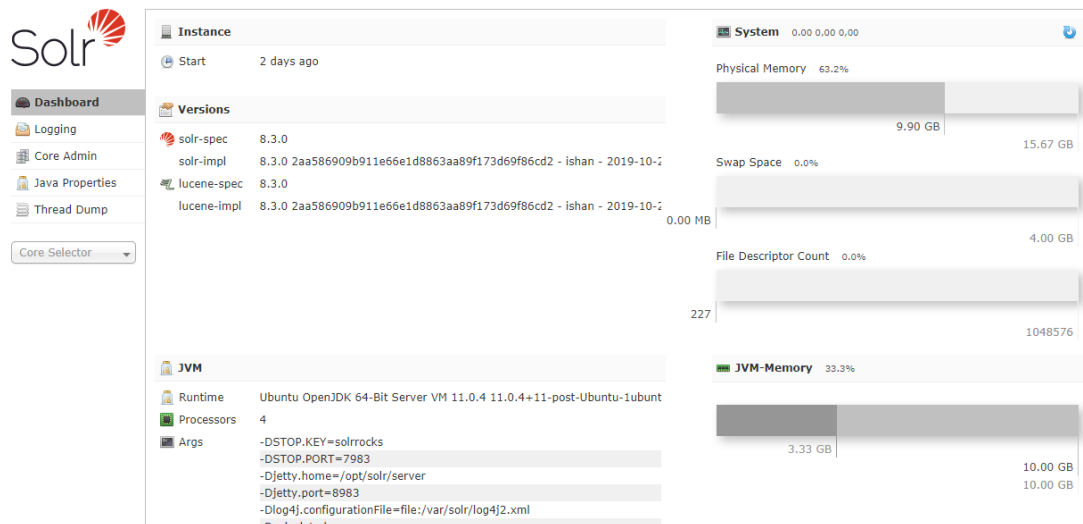 Solr
Dashboard
Logging
Core Admin
Java Properties
Thread Dump
Core Selector
Instance
Start 2 days ago
Versions
solr-spec 8.3.0
solr-impl 8.3.0 2aa586909b911e66e1d8863aa89f173d69f86cd2 - ishan - 2019-10-2
lucene-spec 8.3.0
lucene-impl 8.3.0 2aa586909b911e66e1d8863aa89f173d69f86cd2 - ishan - 2019-10-2
JVM
Runtime Ubuntu OpenJDK 64-Bit Server VM 11.0.4 11.0.4+11-post-Ubuntu-1ubunt
Processors 4
Args -DSTOP.KEY=solrrocks
-DSTOP.PORT=7983
-Djetty.home=/opt/solr/server
-Djetty.port=8983
-Dlog4j.configurationFile=file:/var/solr/log4j2.xml
System 0.00 0.00 0.00
Physical Memory 63.2%
9.90 GB
15.67 GB
Swap Space 0.0%
0.00 MB
4.00 GB
File Descriptor Count 0.0%
227
1048576
JVM-Memory 33.3%
3.33 GB
10.00 GB
10.00 GB